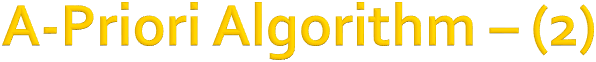 A-Priori Algorithm – (2)